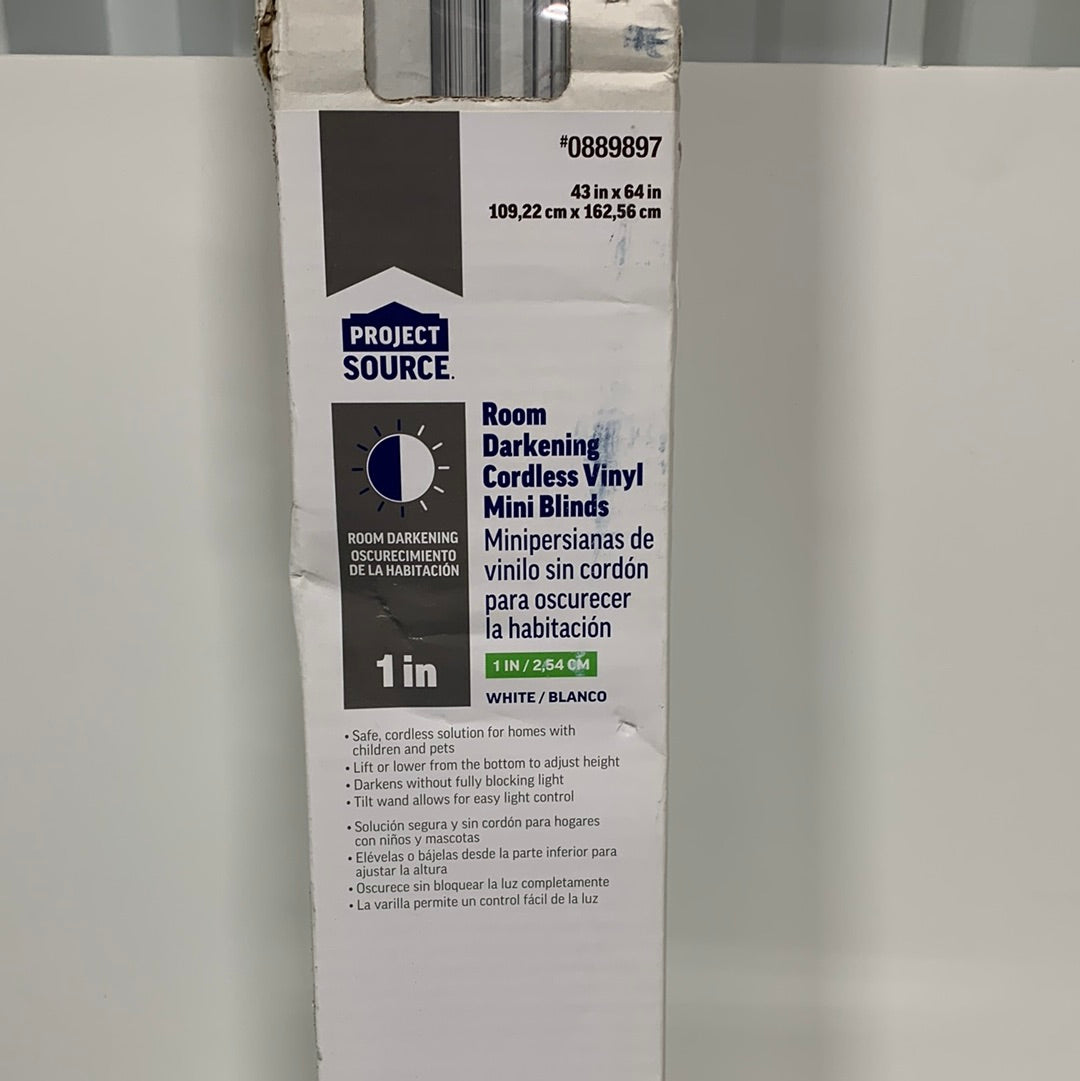 #0889897
43 in x 64 in
109,22 cm x 162,56 cm
PROJECT
SOURCE.
ROOM DARKENING
OSCURECIMIENTO
DE LA HABITACIÓN
1 in
Room
Darkening
Cordless Vinyl
Mini Blinds
Minipersianas de
vinilo sin cordón
para oscurecer
la habitación
1 IN / 2,54 CM
WHITE / BLANCO
• Safe, cordless solution for homes with
children and pets
• Lift or lower from the bottom to adjust height
• Darkens without fully blocking light
• Tilt wand allows for easy light control
• Solución segura y sin cordón para hogares
con niños y mascotas
• Elévelas o bájelas desde la parte inferior para
ajustar la altura
• Oscurece sin bloquear la luz completamente
• La varilla permite un control fácil de la luz